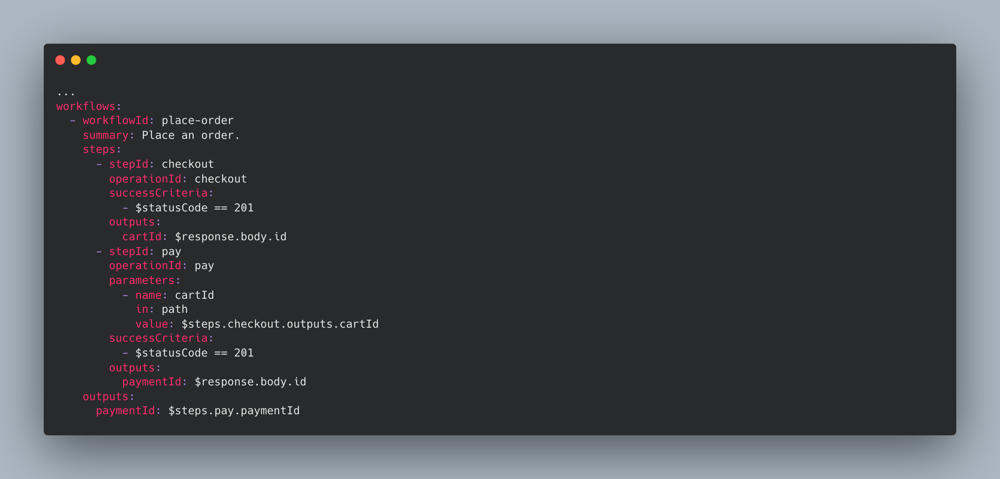 ...
workflows:
  - workflowId: place-order
    summary: Place an order.
    steps:
      - stepId: checkout
        operationId: checkout
        successCriteria:
          - $statusCode == 201
        outputs:
          cartId: $response.body.id
      - stepId: pay
        operationId: pay
        parameters:
          - name: cartId
            in: path
            value: $steps.checkout.outputs.cartId
        successCriteria:
          - $statusCode == 201
        outputs:
          paymentId: $response.body.id
    outputs:
      paymentId: $steps.pay.paymentId